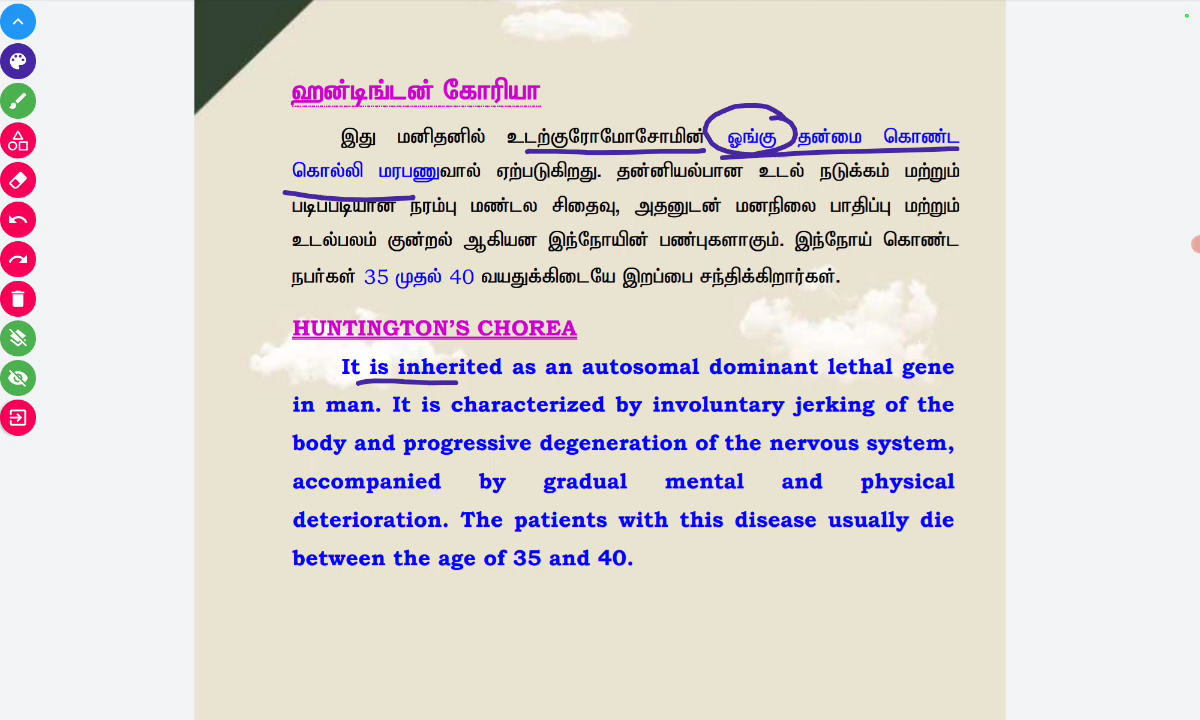 ஹன்டிங்டன் கோரியா
இது மனிதனில் உடற்குரோமோசோமின் ஓங்கு தன்மை கொண்ட
கொல்லி மரபணுவால் ஏற்படுகிறது. தன்னியல்பான உடல் நடுக்கம் மற்றும்
படிப்படியான நரம்பு மண்டல சிதைவு, அதனுடன் மனநிலை பாதிப்பு மற்றும்
உடல்பலம் குன்றல் ஆகியன இந்நோயின் பண்புகளாகும். இந்நோய் கொண்ட
நபர்கள் 35 முதல் 40 வயதுக்கிடையே இறப்பை சந்திக்கிறார்கள்.
HUNTINGTON’S CHOREA
It is inherited as an autosomal dominant lethal gene
in man. It is characterized by involuntary jerking of the
body and progressive degeneration of the nervous system,
accompanied by gradual mental and physical
deterioration. The patients with this disease usually die
between the age of 35 and 40.